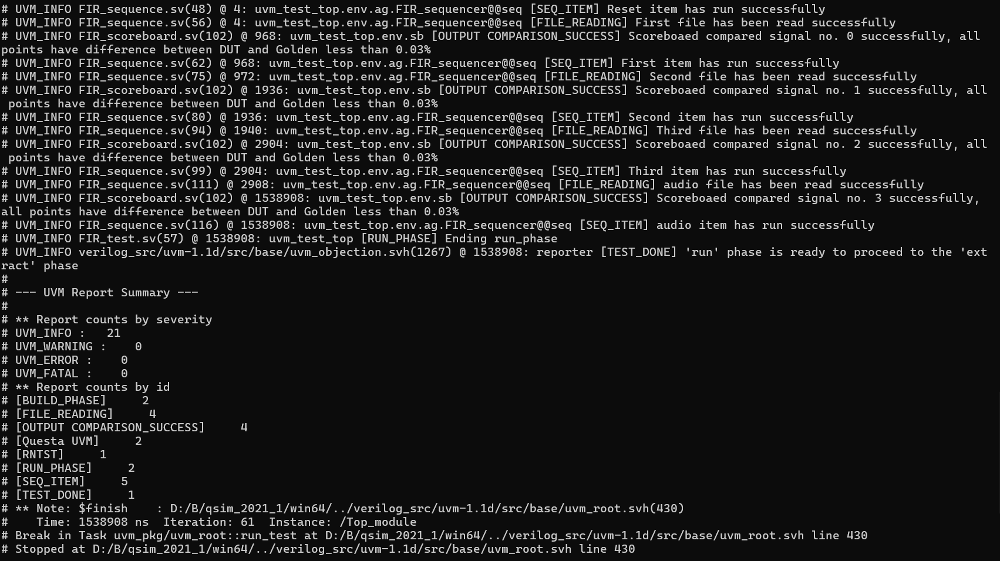 # UVM_INFO FIR_sequence.sv(48) @ 4: uvm_test_top.env.ag.FIR_sequencer@@seq [SEQ_ITEM] Reset item has run successfully
# UVM_INFO FIR_sequence.sv(56) @ 4: uvm_test_top.env.ag.FIR_sequencer@@seq [FILE_READING] First file has been read successfully
# UVM_INFO FIR_scoreboard.sv(102) @ 968: uvm_test_top.env.sb [OUTPUT COMPARISON_SUCCESS] Scoreboaed compared signal no. 0 successfully, all
points have difference between DUT and Golden less than 0.03%
# UVM_INFO FIR_sequence.sv(62) @ 968: uvm_test_top.env.ag.FIR_sequencer@@seq [SEQ_ITEM] First item has run successfully
# UVM_INFO FIR_sequence.sv(75) @ 972: uvm_test_top.env.ag.FIR_sequencer@@seq [FILE_READING] Second file has been read successfully
# UVM_INFO FIR_scoreboard.sv(102) @ 1936: uvm_test_top.env.sb [OUTPUT COMPARISON_SUCCESS] Scoreboaed compared signal no. 1 successfully, all
 points have difference between DUT and Golden less than 0.03%
# UVM_INFO FIR_sequence.sv(80) @ 1936: uvm_test_top.env.ag.FIR_sequencer@@seq [SEQ_ITEM] Second item has run successfully
# UVM_INFO FIR_sequence.sv(94) @ 1940: uvm_test_top.env.ag.FIR_sequencer@@seq [FILE_READING] Third file has been read successfully
# UVM_INFO FIR_scoreboard.sv(102) @ 2904: uvm_test_top.env.sb [OUTPUT COMPARISON_SUCCESS] Scoreboaed compared signal no. 2 successfully, all
 points have difference between DUT and Golden less than 0.03%
# UVM_INFO FIR_sequence.sv(99) @ 2904: uvm_test_top.env.ag.FIR_sequencer@@seq [SEQ_ITEM] Third item has run successfully
# UVM_INFO FIR_sequence.sv(111) @ 2908: uvm_test_top.env.ag.FIR_sequencer@@seq [FILE_READING] audio file has been read successfully
# UVM_INFO FIR_scoreboard.sv(102) @ 1538908: uvm_test_top.env.sb [OUTPUT COMPARISON_SUCCESS] Scoreboaed compared signal no. 3 successfully,
all points have difference between DUT and Golden less than 0.03%
# UVM_INFO FIR_sequence.sv(116) @ 1538908: uvm_test_top.env.ag.FIR_sequencer@@seq [SEQ_ITEM] audio item has run successfully
# UVM_INFO FIR_test.sv(57) @ 1538908: uvm_test_top [RUN_PHASE] Ending run_phase
# UVM_INFO verilog_src/uvm-1.1d/src/base/uvm_objection.svh(1267) @ 1538908: reporter [TEST_DONE] 'run' phase is ready to proceed to the 'ext
ract' phase
#
# --- UVM Report Summary ---
#
# ** Report counts by severity
# UVM_INFO :   21
# UVM_WARNING :    0
# UVM_ERROR :    0
# UVM_FATAL :    0
# ** Report counts by id
# [BUILD_PHASE]     2
# [FILE_READING]     4
# [OUTPUT COMPARISON_SUCCESS]     4
# [Questa UVM]     2
# [RNTST]     1
# [RUN_PHASE]     2
# [SEQ_ITEM]     5
# [TEST_DONE]     1
# ** Note: $finish    : D:/B/qsim_2021_1/win64/../verilog_src/uvm-1.1d/src/base/uvm_root.svh(430)
#    Time: 1538908 ns  Iteration: 61  Instance: /Top_module
# Break in Task uvm_pkg/uvm_root::run_test at D:/B/qsim_2021_1/win64/../verilog_src/uvm-1.1d/src/base/uvm_root.svh line 430
# Stopped at D:/B/qsim_2021_1/win64/../verilog_src/uvm-1.1d/src/base/uvm_root.svh line 430